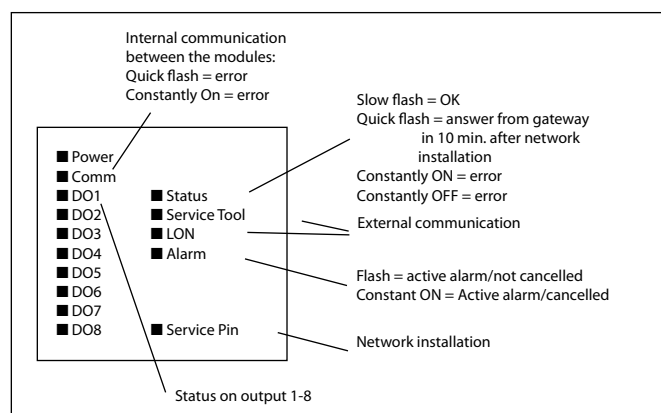 Internal communication
between the modules:
Quick flash = error
Constantly On = error
Slow flash = OK
Quick flash = answer from gateway
in 10 min. after network
installation
Constantly ON = error
Constantly OFF = error
External communication
Flash = active alarm/not cancelled
Constant ON = Active alarm/cancelled
Network installation
■ Power
■ Comm
■ DO1
■ DO2
■ DO3
■ DO4
■ DO5
■ DO6
■ DO7
■ DO8
■ Status
■ Service Tool
■ LON
■ Alarm
■ Service Pin
Status on output 1-8